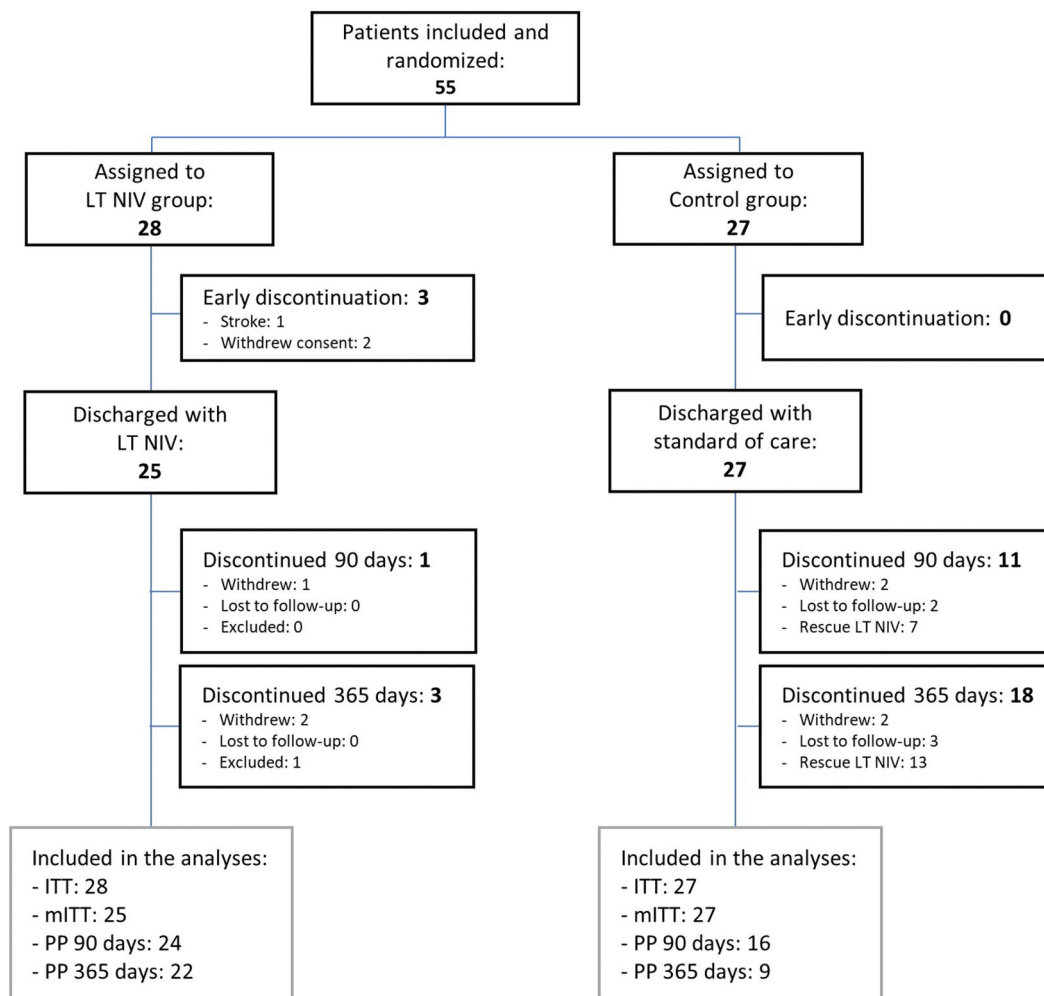 Patients included and
randomized:
55
Assigned to
LT NIV group:
28
Assigned to
Control group:
27
Early discontinuation: 3
- Stroke: 1
- Withdrew consent: 2
Early discontinuation: 0
Discharged with
LT NIV:
25
Discharged with
standard of care:
27
Discontinued 90 days: 1
- Withdrew: 1
- Lost to follow-up: 0
- Excluded: 0
Discontinued 90 days: 11
- Withdrew: 2
- Lost to follow-up: 2
- Rescue LT NIV: 7
Discontinued 365 days: 3
- Withdrew: 2
- Lost to follow-up: 0
- Excluded: 1
Discontinued 365 days: 18
- Withdrew: 2
- Lost to follow-up: 3
- Rescue LT NIV: 13
Included in the analyses:
- ITT: 28
- mITT: 25
- PP 90 days: 24
- PP 365 days: 22
Included in the analyses:
- ITT: 27
- mITT: 27
- PP 90 days: 16
- PP 365 days: 9